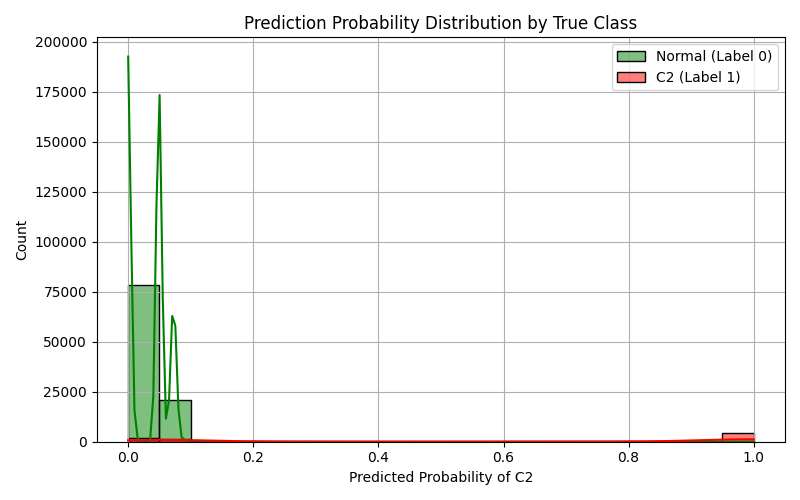 Prediction Probability Distribution by True Class
200000
175000
150000
125000
100000
75000
50000
25000
0
Count
Normal (Label 0)
C2 (Label 1)
0.0 0.2 0.4 0.6 0.8 1.0
Predicted Probability of C2